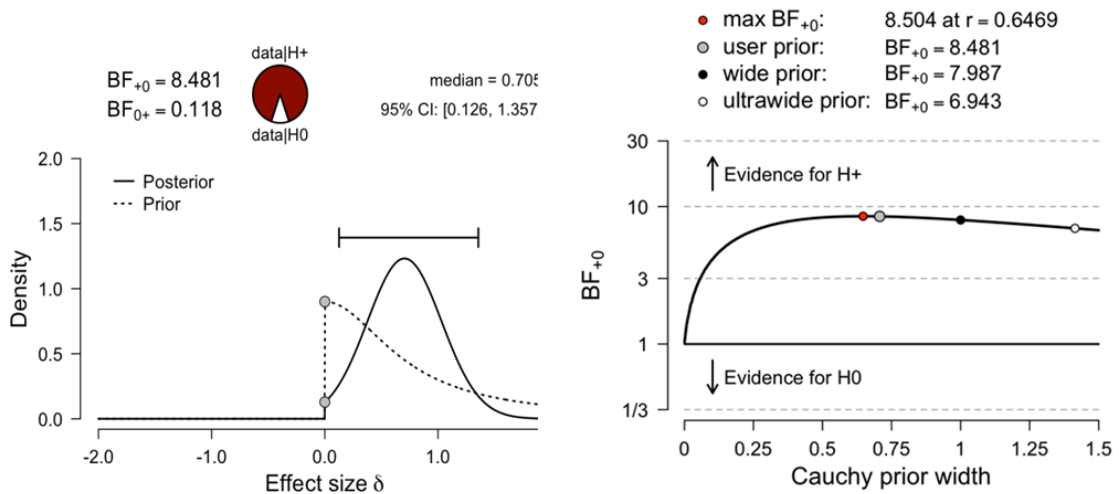 data|H+
BF+0 = 8.481
BF0+ = 0.118
data|H0
median = 0.705
95% CI: [0.126, 1.357
2.0
1.5
1.0
0.5
0.0
Density
Posterior
Prior
-2.0 -1.0 0.0 1.0
Effect size δ
max BF+0: 8.504 at r = 0.6469
user prior: BF+0 = 8.481
wide prior: BF+0 = 7.987
ultrawide prior: BF+0 = 6.943
30
10
3
1
1/3
BF+0
Evidence for H+
Evidence for H0
0 0.25 0.5 0.75 1 1.25 1.5
Cauchy prior width